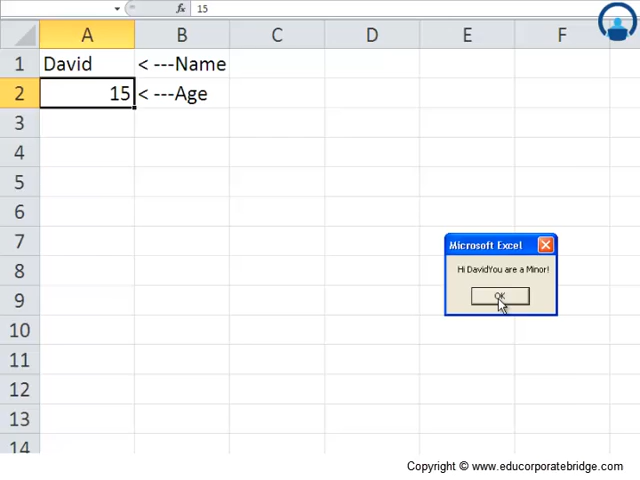 fx 15
A B C D E F
1 David < ---Name
2 15 < ---Age
3
4
5
6
7
Microsoft Excel
8
Hi DavidYou are a Minor!
9
OK
10
11
12
13
14
Copyright © www.educorporatebridge.com